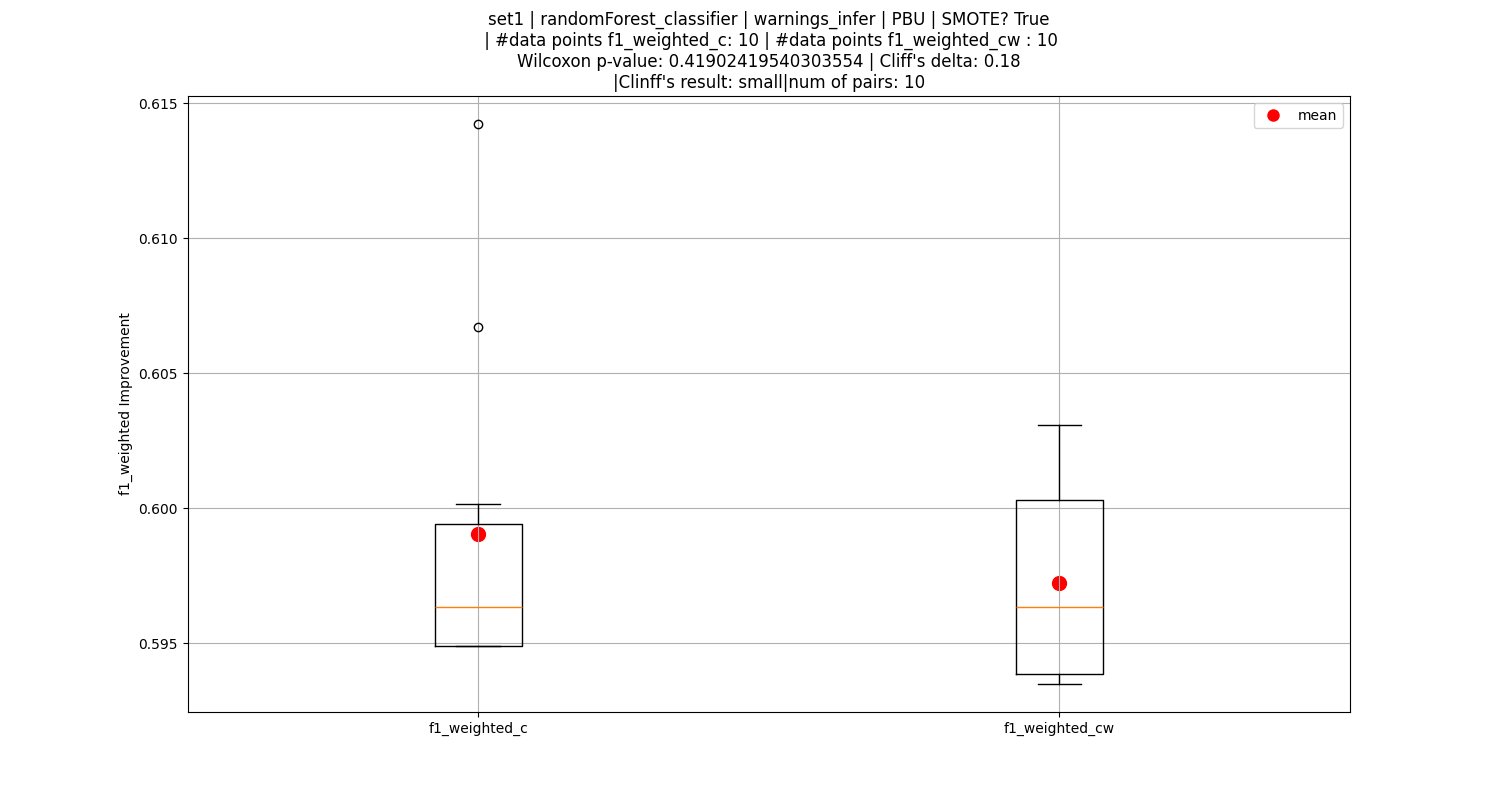 set1 | randomForest_classifier | warnings_infer | PBU | SMOTE? True
| #data points f1_weighted_c: 10 | #data points f1_weighted_cw : 10
Wilcoxon p-value: 0.41902419540303554 | Cliff's delta: 0.18
|Clinff's result: small|num of pairs: 10
mean
f1_weighted Improvement
0.615
0.610
0.605
0.600
0.595
f1_weighted_c
f1_weighted_cw